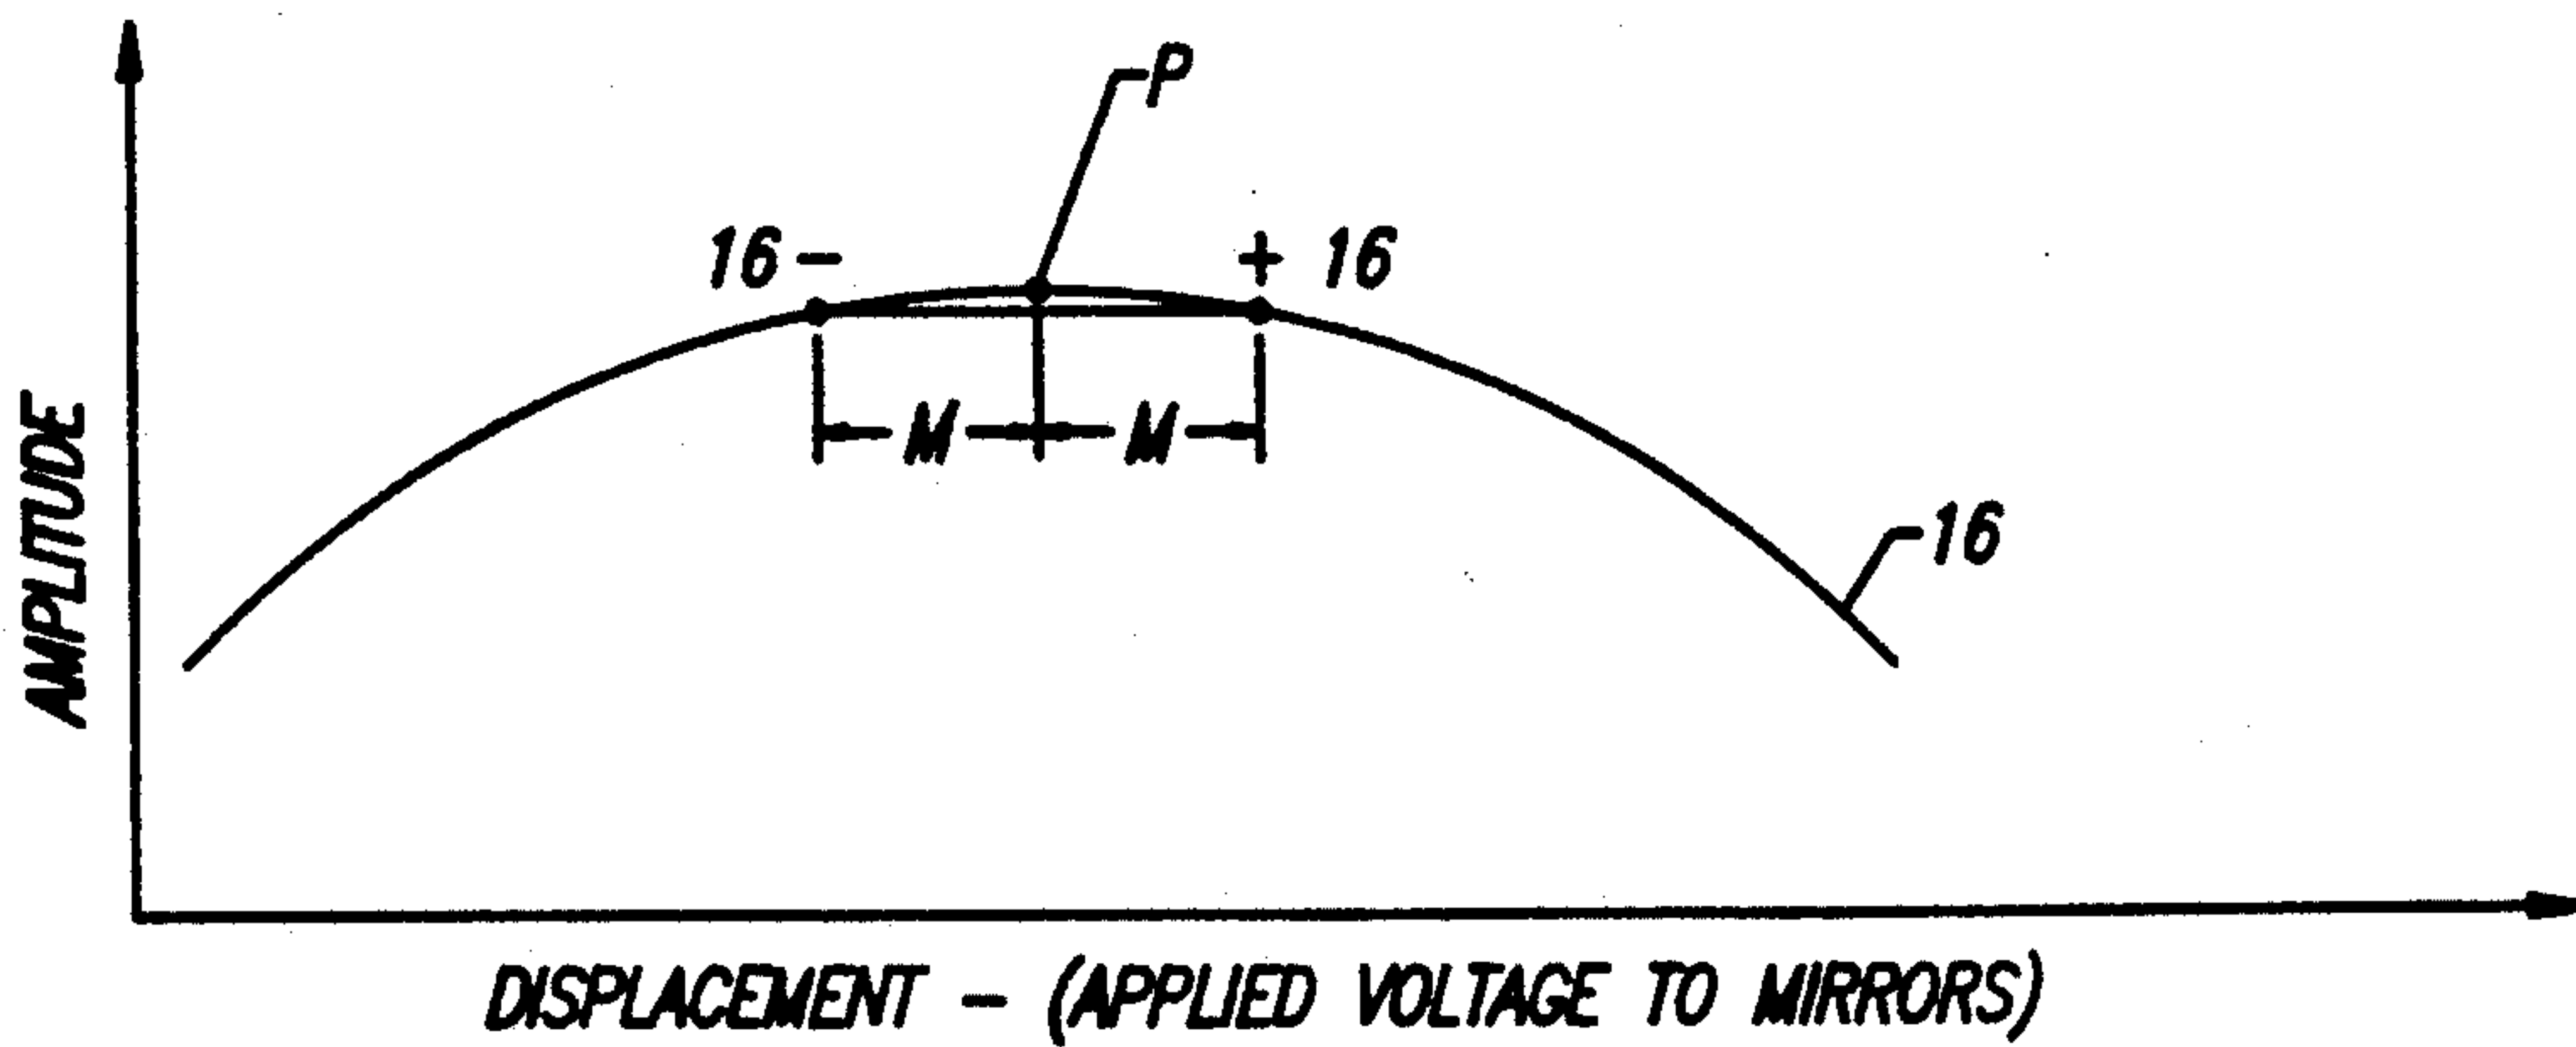 P
16 - + 16
M M
16
AMPLITUDE
DISPLACEMENT - (APPLIED VOLTAGE TO MIRRORS)